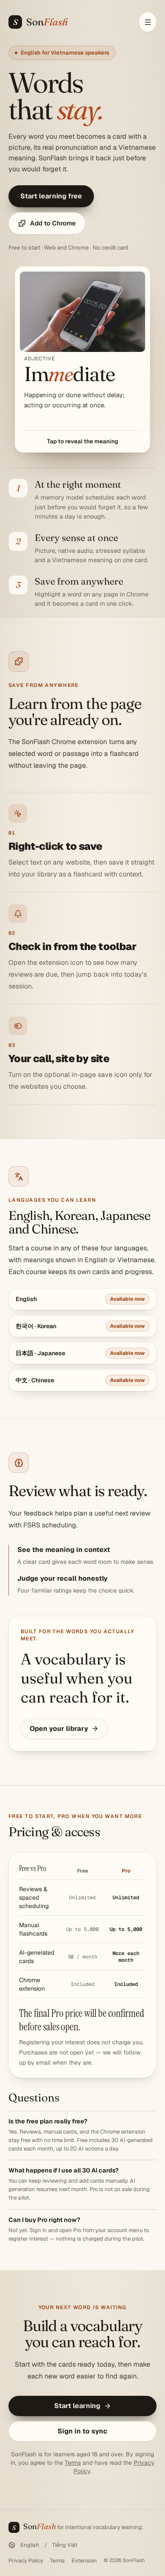 S SonFlash
English for Vietnamese speakers
Words
that stay.
Every word you meet becomes a card with a
picture, its real pronunciation and a Vietnamese
meaning. SonFlash brings it back just before
you would forget it.
Start learning free
Add to Chrome
Free to start · Web and Chrome · No credit card
ADJECTIVE
Immediate
Happening or done without delay;
acting or occurring at once.
Tap to reveal the meaning
1
At the right moment
A memory model schedules each word
just before you would forget it, so a few
minutes a day is enough.
2
Every sense at once
Picture, native audio, stressed syllable
and a Vietnamese meaning on one card.
3
Save from anywhere
Highlight a word on any page in Chrome
and it becomes a card in one click.
SAVE FROM ANYWHERE
Learn from the page
you're already on.
The SonFlash Chrome extension turns any
selected word or passage into a flashcard
without leaving the page.
01
Right-click to save
Select text on any website, then save it straight
into your library as a flashcard with context.
02
Check in from the toolbar
Open the extension icon to see how many
reviews are due, then jump back into today's
session.
03
Your call, site by site
Turn on the optional in-page save icon only for
the websites you choose.
LANGUAGES YOU CAN LEARN
English, Korean, Japanese
and Chinese.
Start a course in any of these four languages,
with meanings shown in English or Vietnamese.
Each course keeps its own cards and progress.
English Available now
한국어 · Korean Available now
日本語 · Japanese Available now
中文 · Chinese Available now
Review what is ready.
Your feedback helps plan a useful next review
with FSRS scheduling.
See the meaning in context
A clear example gives each word room to make sense.
Judge your recall honestly
Four familiar ratings keep the choice quick.
BUILT FOR THE WORDS YOU ACTUALLY
MEET.
A vocabulary is
useful when you
can reach for it.
Open your library →
FREE TO START, PRO WHEN YOU WANT MORE
Pricing & access
Free vs Pro Free Pro
Reviews &
spaced
scheduling
Unlimited Unlimited
Manual
flashcards
Up to 5,000 Up to 5,000
AI-generated
cards
30 / month More each
month
Chrome
extension
Included Included
The final Pro price will be confirmed
before sales open.
Registering your interest does not charge you.
Purchases are not open yet — we will follow
up by email when they are.
Questions
Is the free plan really free?
Yes. Reviews, manual cards, and the Chrome extension
stay free with no time limit. Free includes 30 AI-generated
cards each month, up to 20 AI actions a day.
What happens if I use all 30 AI cards?
You can keep reviewing and add cards manually. AI
generation resumes next month. Pro is not on sale during
the pilot.
Can I buy Pro right now?
Not yet. Sign in and open Pro from your account menu to
register interest — nothing is charged during the pilot.
YOUR NEXT WORD IS WAITING
Build a vocabulary
you can reach for.
Start with the cards ready today, then make
each new word easier to find again.
Start learning →
Sign in to sync
SonFlash is for learners aged 18 and over. By signing
in, you agree to the Terms and have read the Privacy
Policy.
S SonFlash for intentional vocabulary learning.
English / Tiếng Việt
Privacy Policy Terms Extension © 2026 SonFlash